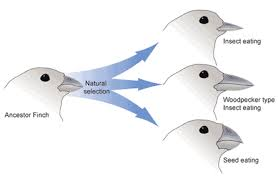 Insect eating
Natural
selection
Ancestor Finch
Woodpecker type
Insect eating
Seed eating